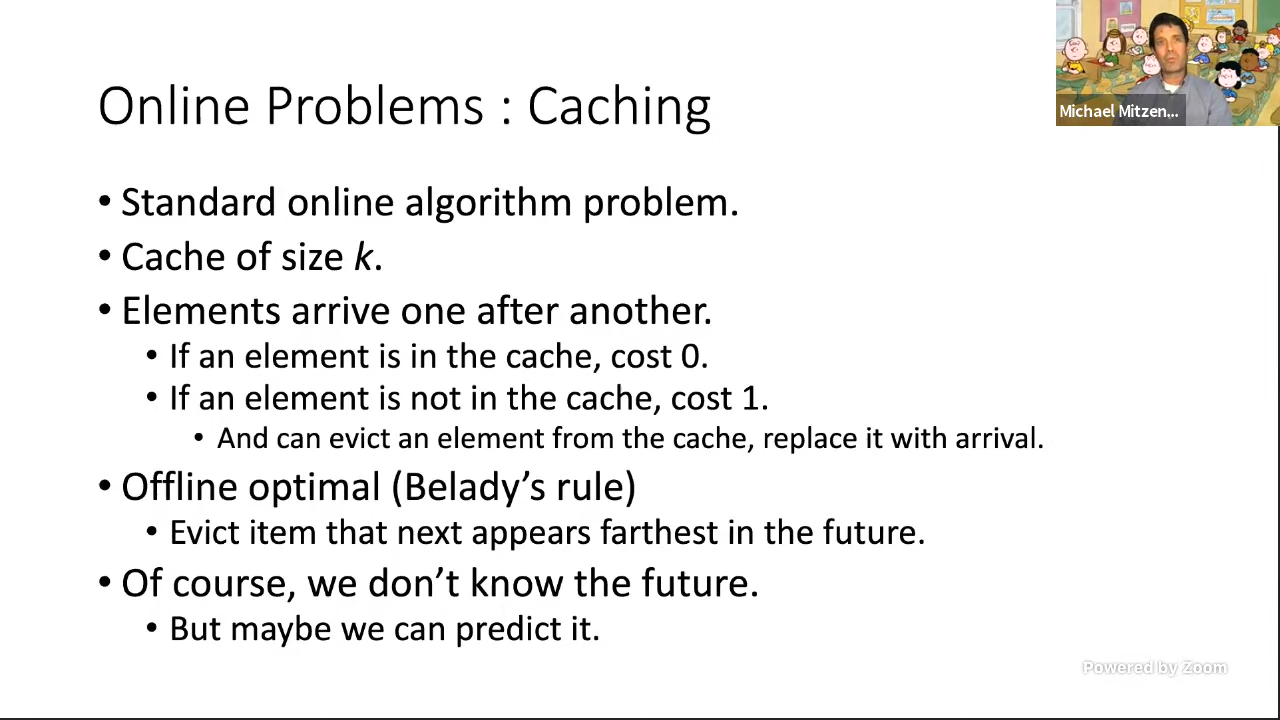 Online Problems : Caching
Michael Mitzen...
• Standard online algorithm problem.
• Cache of size k.
• Elements arrive one after another.
• If an element is in the cache, cost 0.
• If an element is not in the cache, cost 1.
• And can evict an element from the cache, replace it with arrival.
• Offline optimal (Belady’s rule)
• Evict item that next appears farthest in the future.
• Of course, we don’t know the future.
• But maybe we can predict it.
Powered by Zoom